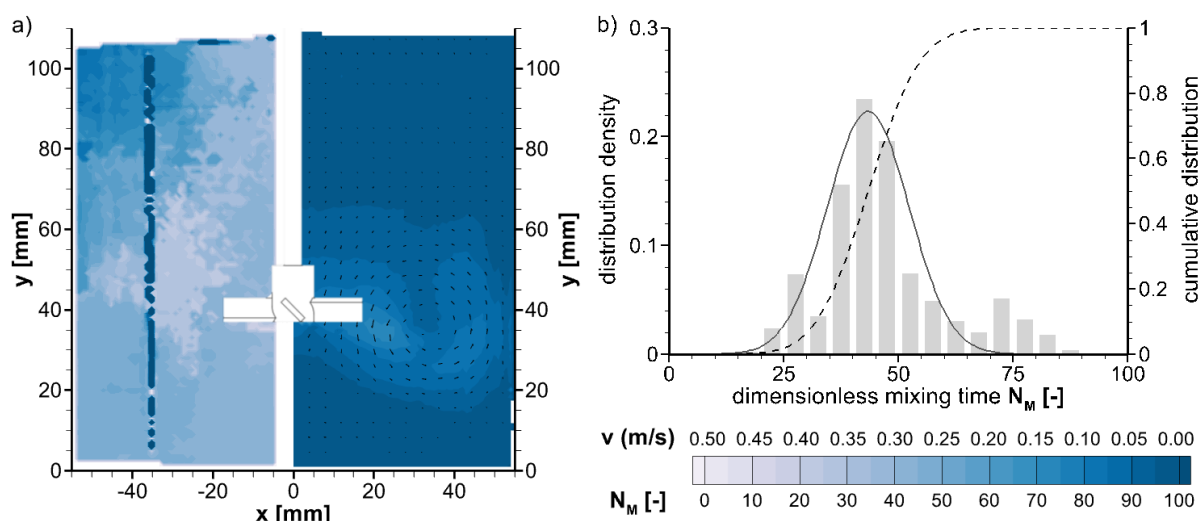 a)
100
80
60
40
20
0
y [mm]
-40 -20 0 20 40
x [mm]
100
80
60
40
20
0
y [mm]
b)
0.3
0.2
0.1
0
distribution density
1
0.8
0.6
0.4
0.2
0
cumulative distribution
0 25 50 75 100
dimensionless mixing time N_M [-]
v (m/s) 0.50 0.45 0.40 0.35 0.30 0.25 0.20 0.15 0.10 0.05 0.00
N_M [-] 0 10 20 30 40 50 60 70 80 90 100